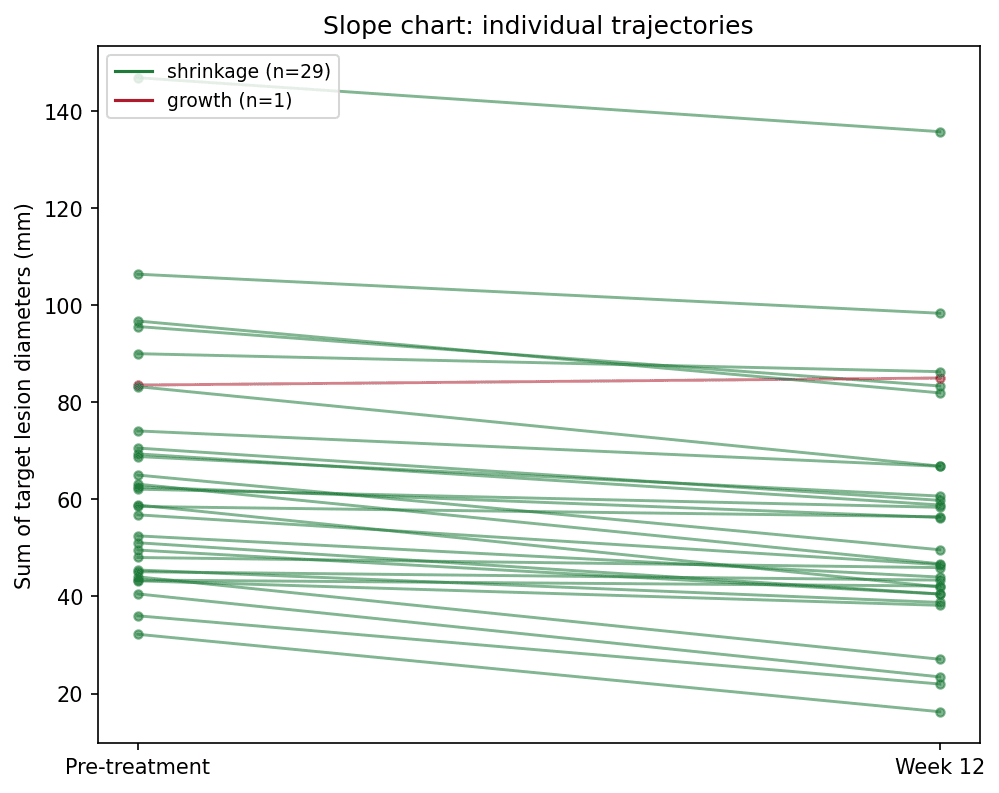 Slope chart: individual trajectories
shrinkage (n=29)
growth (n=1)
Sum of target lesion diameters (mm)
140
120
100
80
60
40
20
Pre-treatment
Week 12